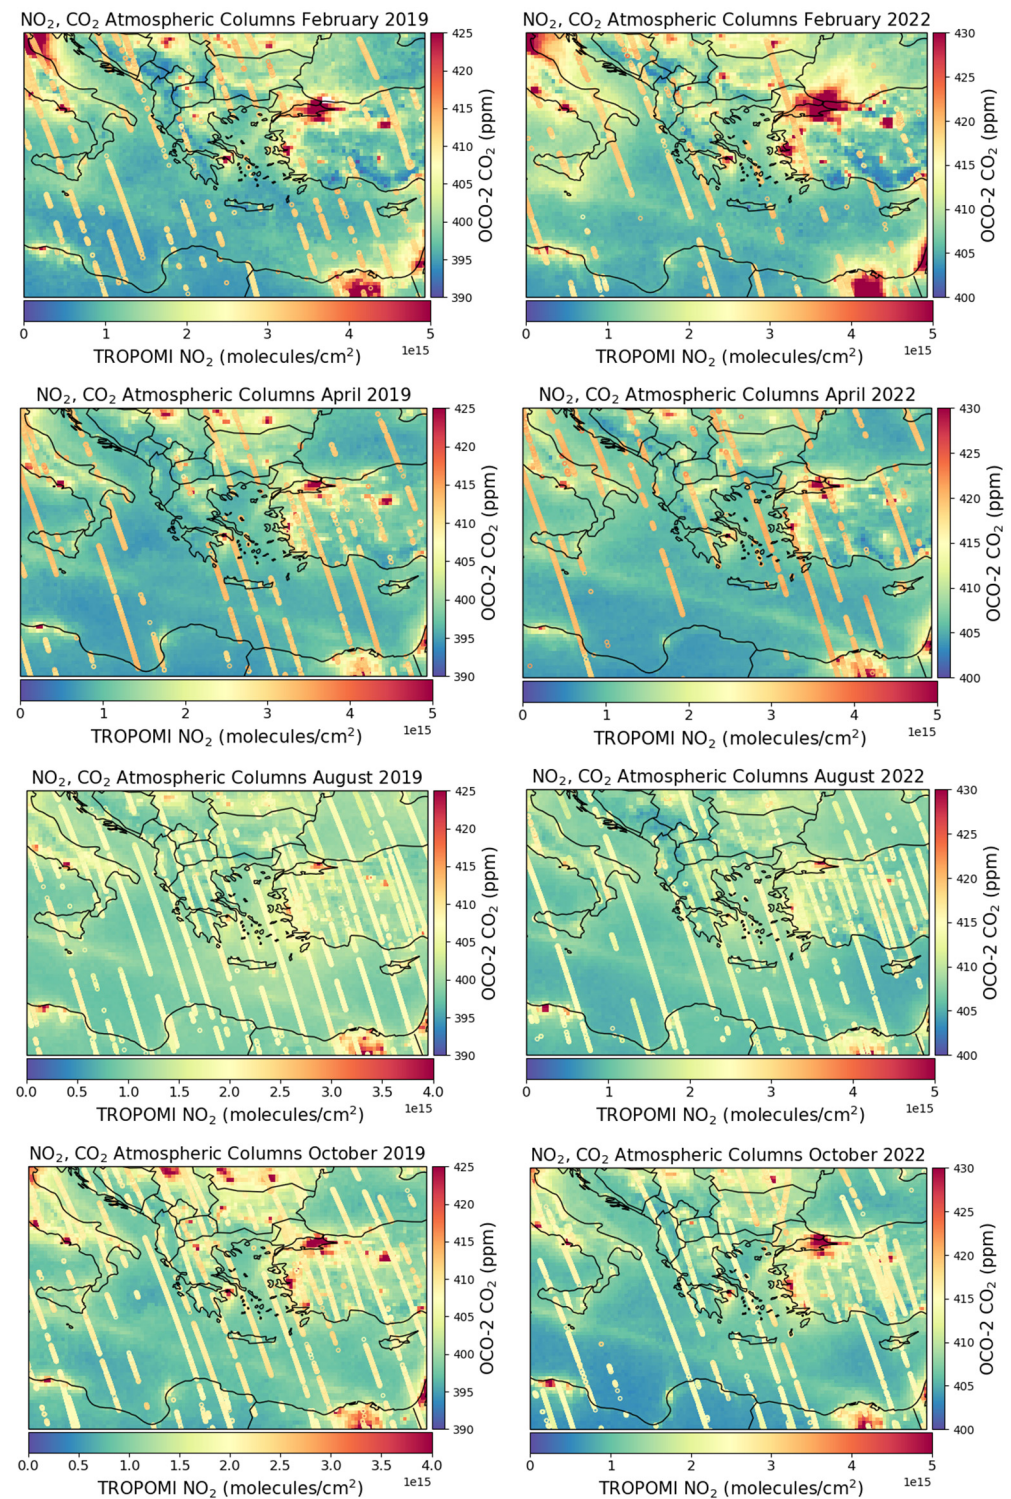 NO₂, CO₂ Atmospheric Columns February 2019
425
420
415
410
405
400
395
390
OCO-2 CO₂ (ppm)
0 1 2 3 4 5
1e15
TROPOMI NO₂ (molecules/cm²)
NO₂, CO₂ Atmospheric Columns February 2022
430
425
420
415
410
405
400
OCO-2 CO₂ (ppm)
0 1 2 3 4 5
1e15
TROPOMI NO₂ (molecules/cm²)
NO₂, CO₂ Atmospheric Columns April 2019
425
420
415
410
405
400
395
390
OCO-2 CO₂ (ppm)
0 1 2 3 4 5
1e15
TROPOMI NO₂ (molecules/cm²)
NO₂, CO₂ Atmospheric Columns April 2022
430
425
420
415
410
405
400
OCO-2 CO₂ (ppm)
0 1 2 3 4 5
1e15
TROPOMI NO₂ (molecules/cm²)
NO₂, CO₂ Atmospheric Columns August 2019
425
420
415
410
405
400
395
390
OCO-2 CO₂ (ppm)
0.0 0.5 1.0 1.5 2.0 2.5 3.0 3.5 4.0
1e15
TROPOMI NO₂ (molecules/cm²)
NO₂, CO₂ Atmospheric Columns August 2022
430
425
420
415
410
405
400
OCO-2 CO₂ (ppm)
0 1 2 3 4 5
1e15
TROPOMI NO₂ (molecules/cm²)
NO₂, CO₂ Atmospheric Columns October 2019
425
420
415
410
405
400
395
390
OCO-2 CO₂ (ppm)
0.0 0.5 1.0 1.5 2.0 2.5 3.0 3.5 4.0
1e15
TROPOMI NO₂ (molecules/cm²)
NO₂, CO₂ Atmospheric Columns October 2022
430
425
420
415
410
405
400
OCO-2 CO₂ (ppm)
0 1 2 3 4 5
1e15
TROPOMI NO₂ (molecules/cm²)